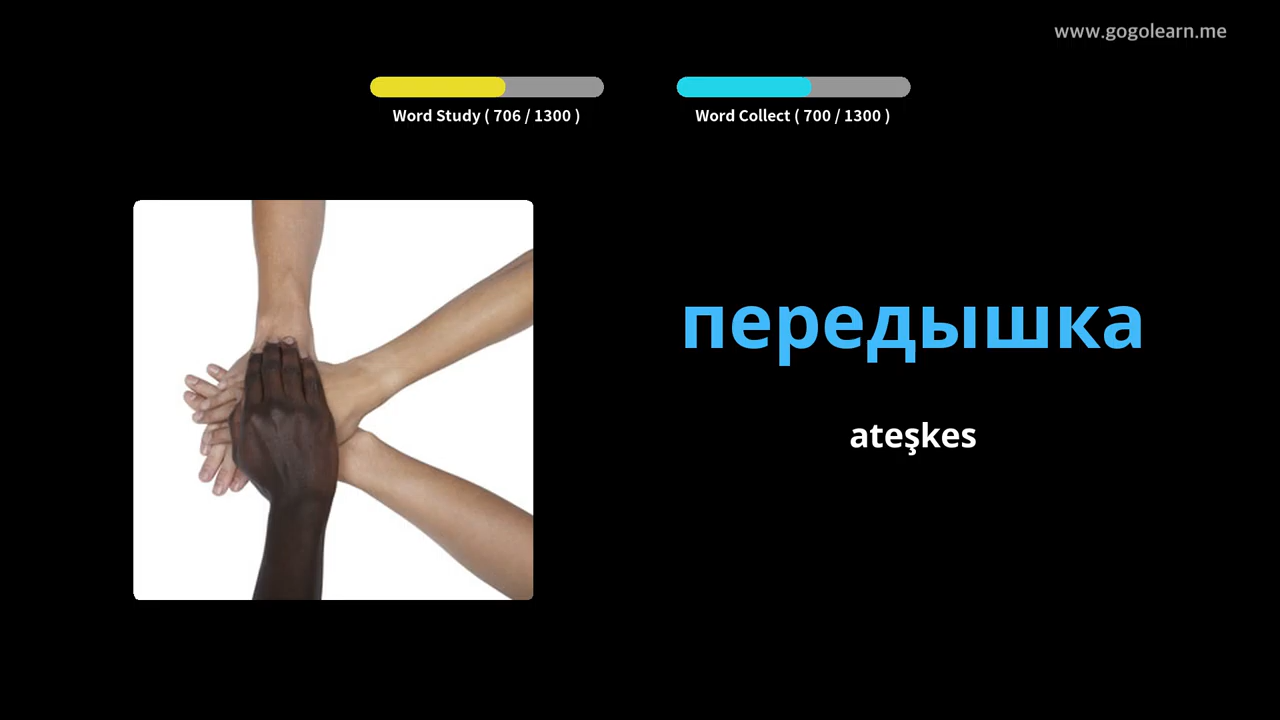 www.gogolearn.me
Word Study ( 706 / 1300 )
Word Collect ( 700 / 1300 )
передышка
ateşkes